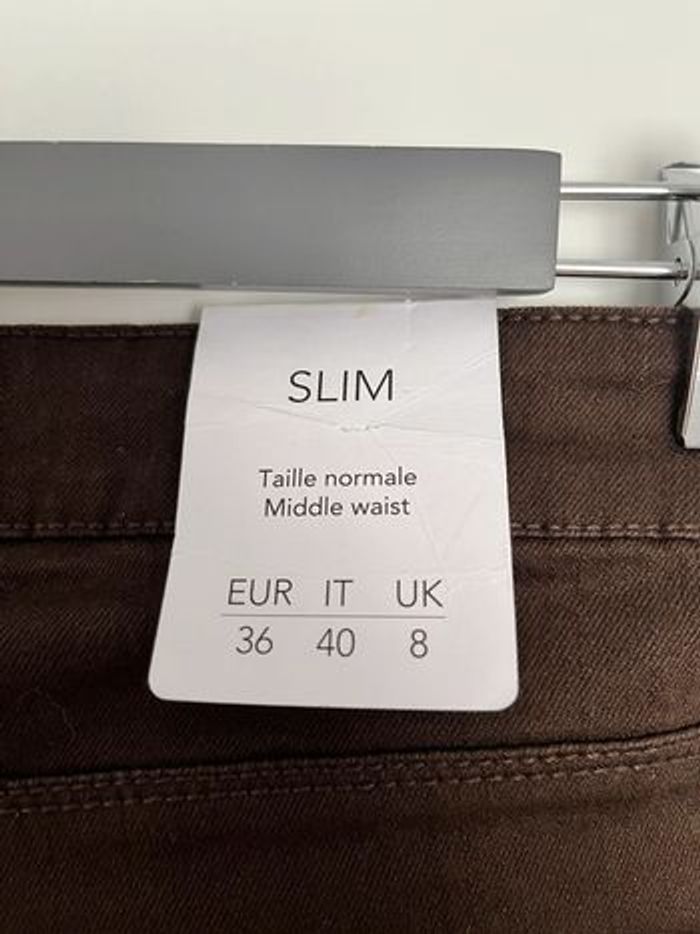 SLIM
Taille normale
Middle waist
EUR IT UK
36 40 8